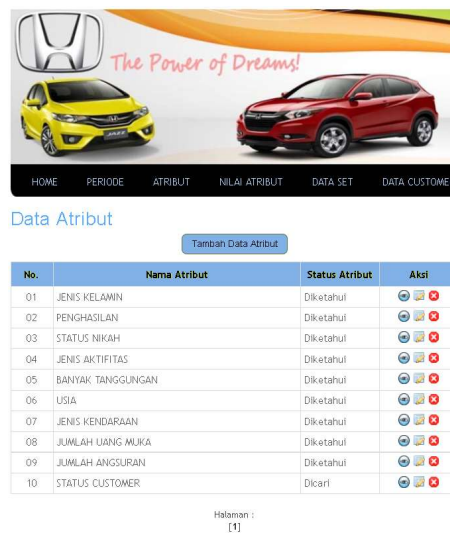 The Power of Dreams!
JAZZ
HOME PERIODE ATRIBUT NILAI ATRIBUT DATA SET DATA CUSTOME
Data Atribut
Tambah Data Atribut
No. Nama Atribut Status Atribut Aksi
01 JENIS KELAMIN Diketahui
02 PENGHASILAN Diketahui
03 STATUS NIKAH Diketahui
04 JENIS AKTIFITAS Diketahui
05 BANYAK TANGGUNGAN Diketahui
06 USIA Diketahui
07 JENIS KENDARAAN Diketahui
08 JUMLAH UANG MUKA Diketahui
09 JUMLAH ANGSURAN Diketahui
10 STATUS CUSTOMER Dicari
Halaman :
[1]